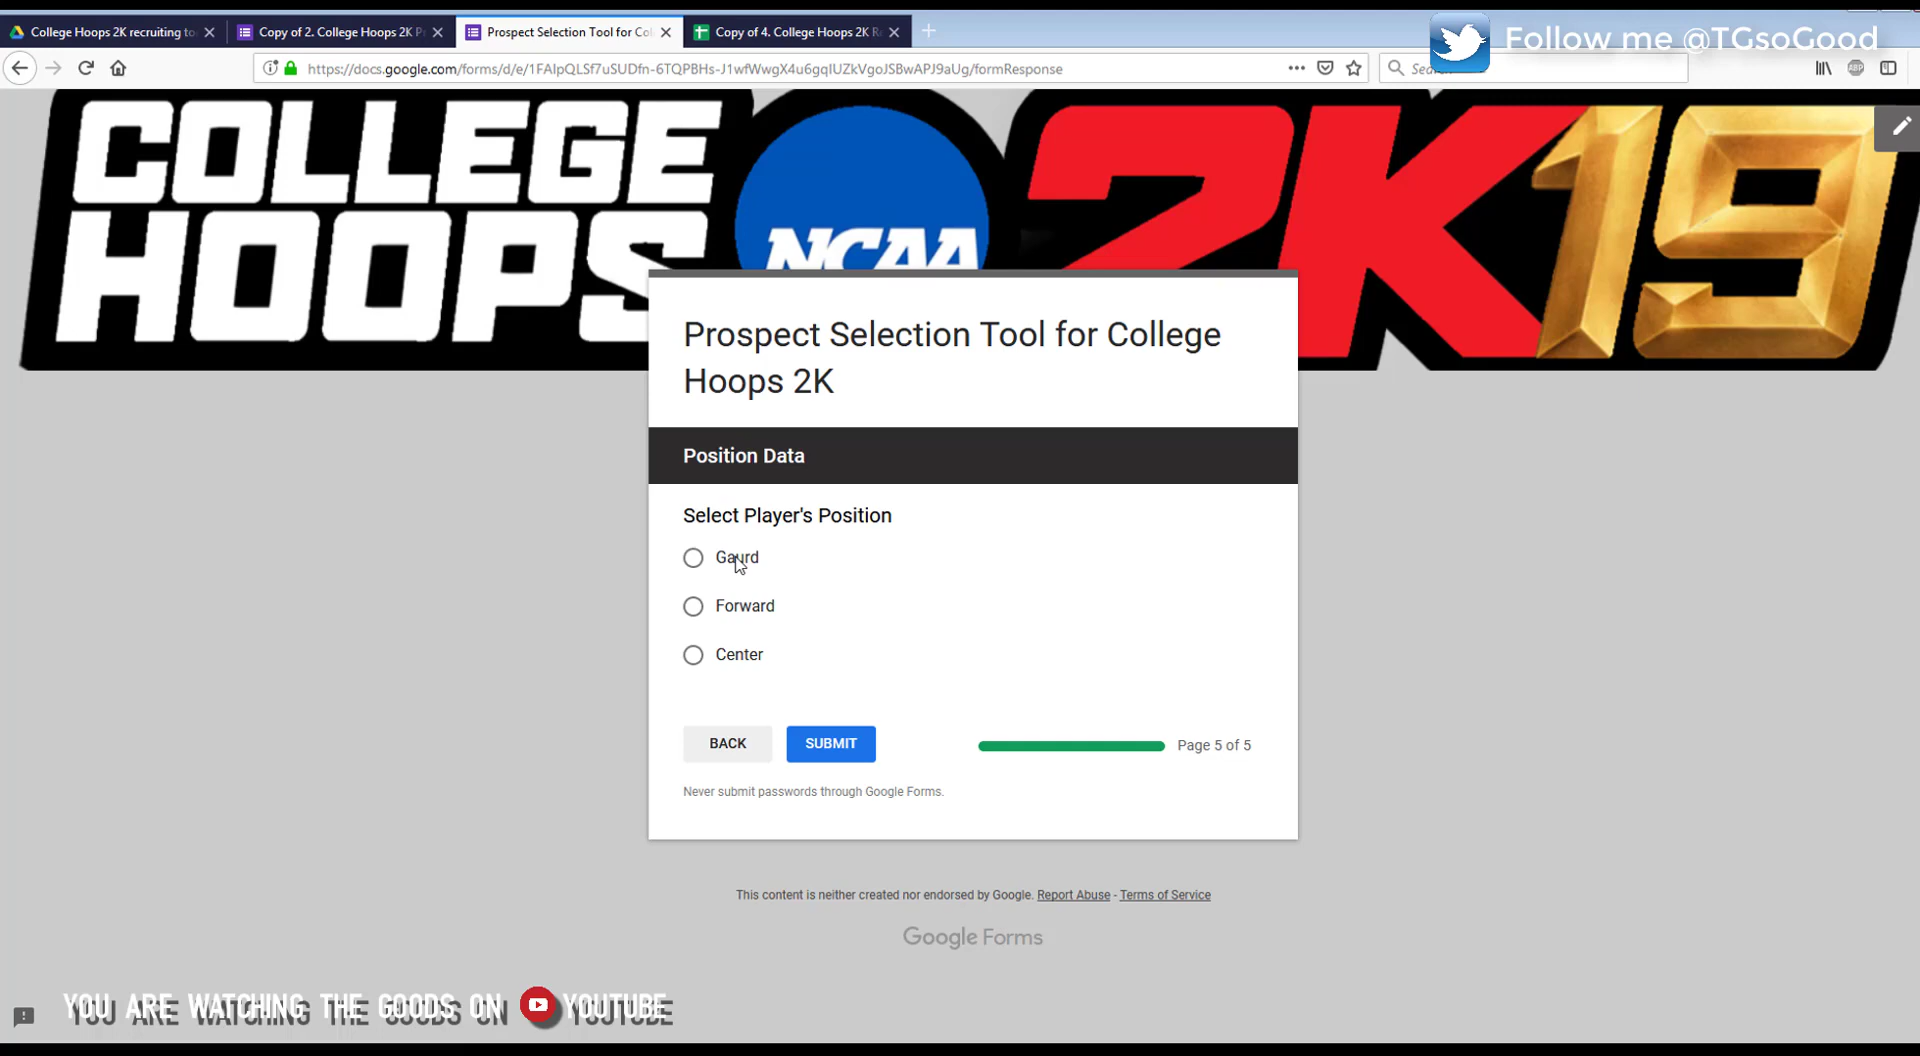 College Hoops 2K recruiting to
Copy of 2. College Hoops 2K P
Prospect Selection Tool for Col
Copy of 4. College Hoops 2K R
Follow me @TGsoGood
https://docs.google.com/forms/d/e/1FAIpQLSf7uSUDfn-6TQPBHs-J1wfWwgX4u6gqIUZkVgoJSBwAPJ9aUg/formResponse
ABP
COLLEGE
HOOPS
NCAA
2K19
Prospect Selection Tool for College
Hoops 2K
Position Data
Select Player's Position
Gaurd
Forward
Center
BACK
SUBMIT
Page 5 of 5
Never submit passwords through Google Forms.
This content is neither created nor endorsed by Google. Report Abuse - Terms of Service
Google Forms
YOU ARE WATCHING THE GOODS ON YOUTUBE